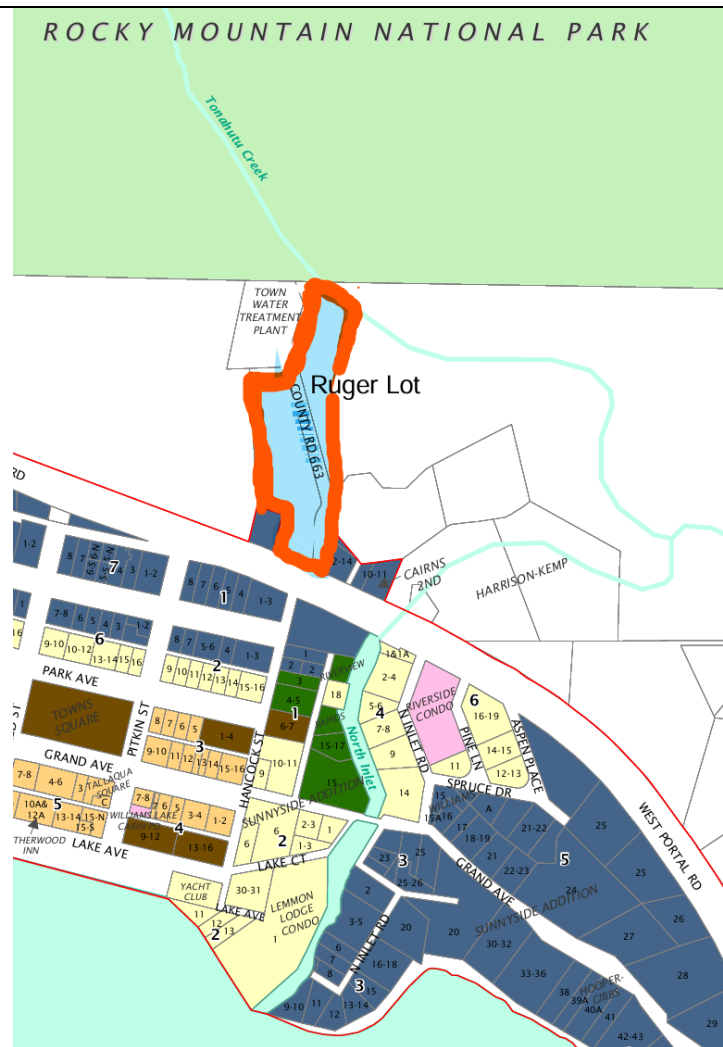 ROCKY MOUNTAIN NATIONAL PARK
Tonahutu Creek
TOWN
WATER
TREATMENT
PLANT
Ruger Lot
COUNTY RD 663
RD
2-14
10-11
CAIRNS
2ND
HARRISON-KEMP
1-2
8
7
6-S
6-N
5-S
5-N
4
3
1-2
7
8
7
6
5
4
1-3
1
1
7-8
6
5
4
3
1-2
6
9-10
10-12
13-14
15
16
16
8
7
5-6
4
1-3
2
9
10
11
12
13
14
15-16
PARK AVE
TOWNS
SQUARE
PITKIN ST
8
7
6
5
1-4
3
9-10
11
12
13
14
15-16
GRAND AVE
HANCOCK ST
1
2
2
3
4-5
1
6-7
9
10-11
RIVERVIEW
18
RAPIDS
15-17
15
North Inlet
1&1A
2-4
5-6
4
7-8
9
14
N INLET RD
RIVERSIDE
CONDO
11
PINE LN
6
16-19
14-15
12-13
ASPEN PLACE
SPRUCE DR
WEST PORTAL RD
7-8
4-6
3
TALLAQUA
SQUARE
C
5
10A&
12A
13-14
15-N
15-S
THERWOOD
INN
LAKE AVE
7-8
7
6
5
3-4
1-2
WILLIAMS LAKE
CABIN PD
4
9-12
13-16
SUNNYSIDE ADDITION
6
6
2
2-3
1
1-3
LAKE CT
YACHT
CLUB
30-31
LAKE AVE
11
12
13
2
LEMMON
LODGE
CONDO
1
WILLIAMS
15
15A
16
17
18-19
A
21-22
21
22-23
24
5
25
25
26
27
28
29
GRAND AVE
SUNNYSIDE ADDITION
23
3
25
25-26
2
3-5
6
7
8
N INLET RD
20
20
16-18
15
3
9-10
11
12
13-14
30-32
33-36
38
39A
40A
41
42-43
HOOPER-
GIBBS